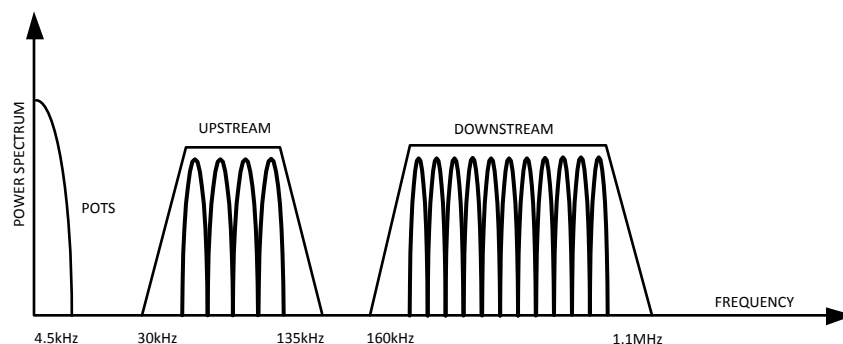 POWER SPECTRUM
POTS
UPSTREAM
DOWNSTREAM
FREQUENCY
4.5kHz
30kHz
135kHz
160kHz
1.1MHz